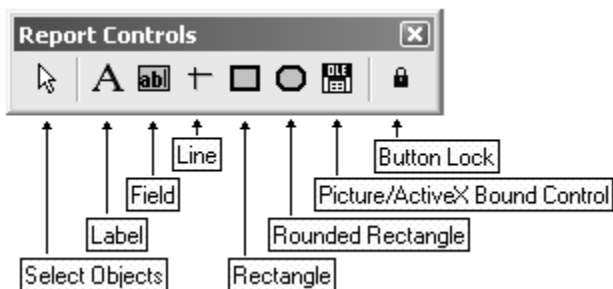 Report Controls
A abl OLE
Line
Button Lock
Field
Picture/ActiveX Bound Control
Label
Rounded Rectangle
Select Objects
Rectangle